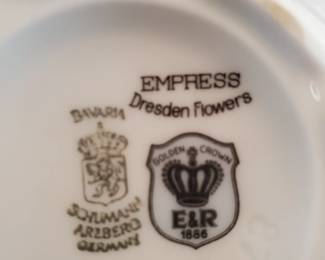 EMPRESS
Dresden Flowers
BAVARIA
SCHUMANN
ARZBERG
GERMANY
GOLDEN CROWN
E&R
1886